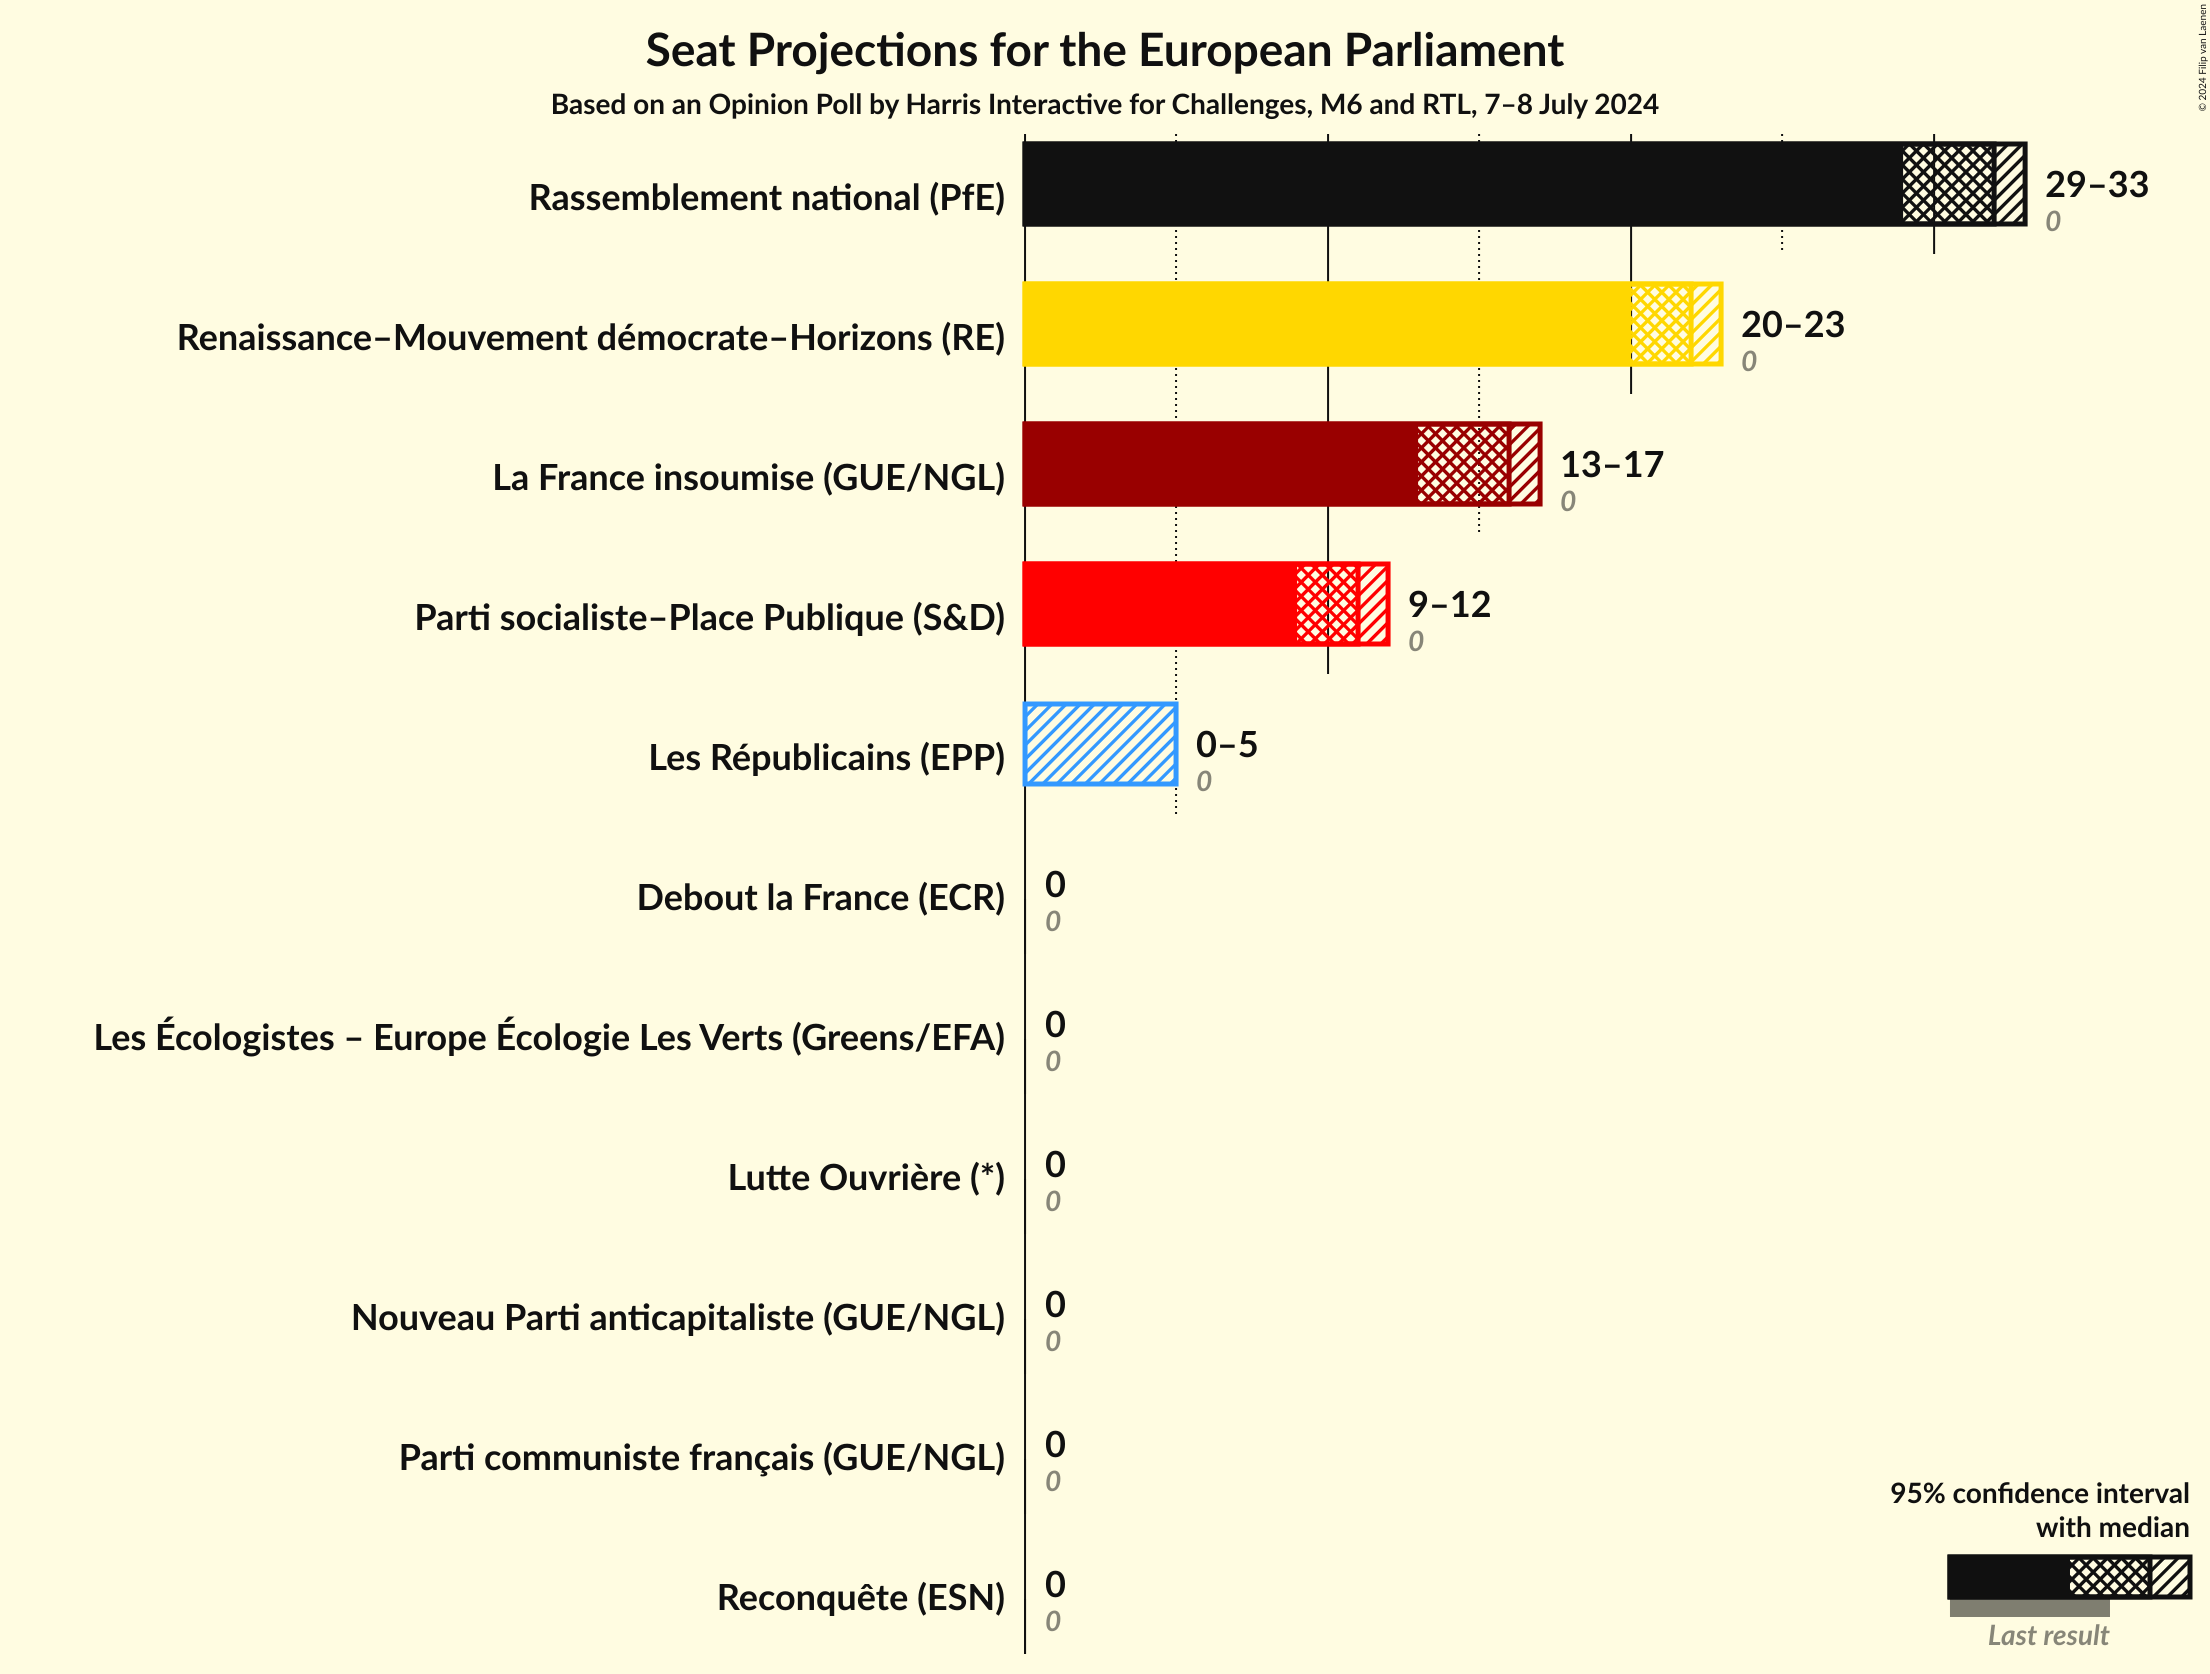 Seat Projections for the European Parliament
Based on an Opinion Poll by Harris Interactive for Challenges, M6 and RTL, 7–8 July 2024
© 2024 Filip van Laenen
Rassemblement national (PfE)
29–33
0
Renaissance–Mouvement démocrate–Horizons (RE)
20–23
0
La France insoumise (GUE/NGL)
13–17
0
Parti socialiste–Place Publique (S&D)
9–12
0
Les Républicains (EPP)
0–5
0
Debout la France (ECR)
0
0
Les Écologistes – Europe Écologie Les Verts (Greens/EFA)
0
0
Lutte Ouvrière (*)
0
0
Nouveau Parti anticapitaliste (GUE/NGL)
0
0
Parti communiste français (GUE/NGL)
0
0
Reconquête (ESN)
0
0
95% confidence interval
with median
Last result